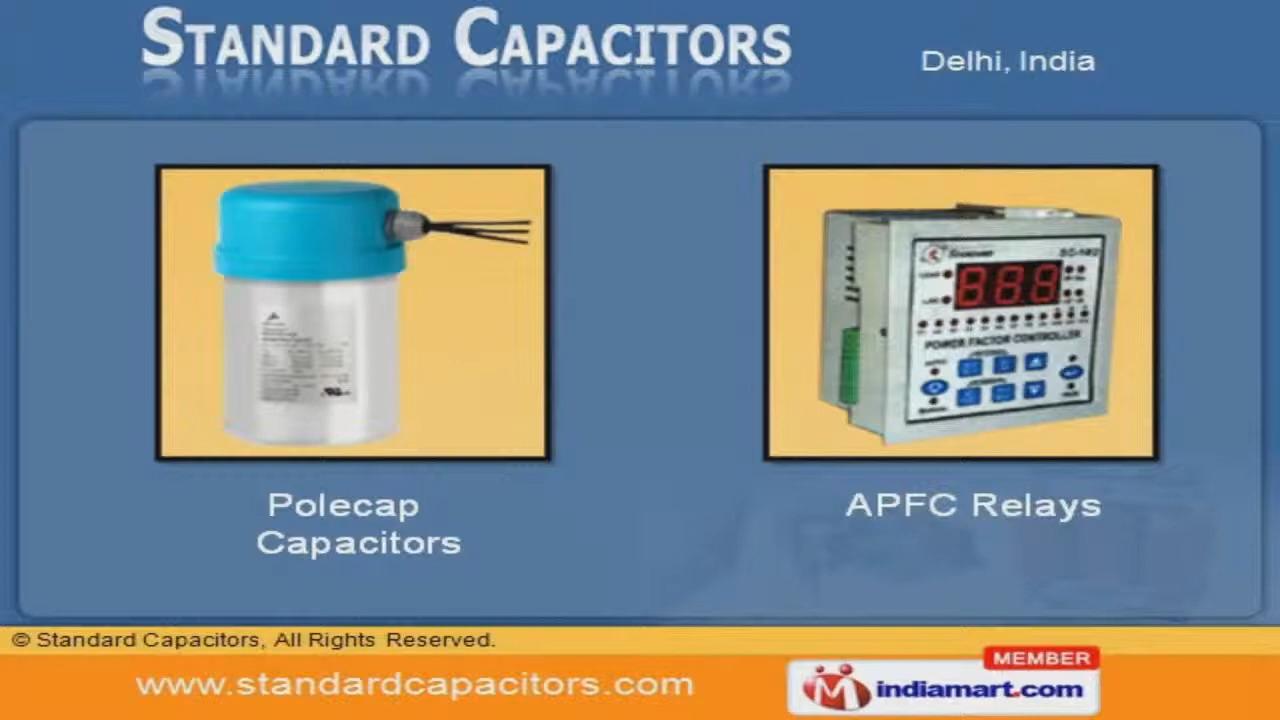 STANDARD CAPACITORS
Delhi, India
888
POWER FACTOR CONTROLLER
Polecap
Capacitors
APFC Relays
© Standard Capacitors, All Rights Reserved.
www.standardcapacitors.com
MEMBER
indiamart.com